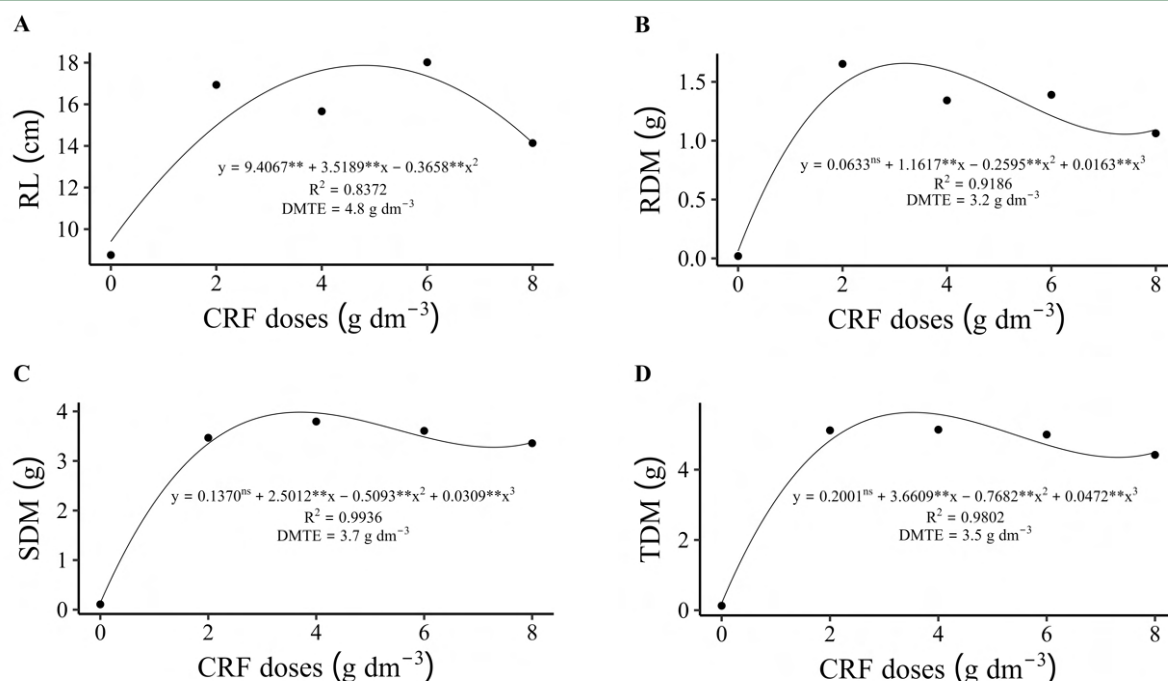 A
RL (cm)
18
16
14
12
10
y = 9.4067** + 3.5189**x − 0.3658**x²
R² = 0.8372
DMTE = 4.8 g dm⁻³
0 2 4 6 8
CRF doses (g dm⁻³)
B
RDM (g)
1.5
1.0
0.5
0.0
y = 0.0633ⁿˢ + 1.1617**x − 0.2595**x² + 0.0163**x³
R² = 0.9186
DMTE = 3.2 g dm⁻³
0 2 4 6 8
CRF doses (g dm⁻³)
C
SDM (g)
4
3
2
1
0
y = 0.1370ⁿˢ + 2.5012**x − 0.5093**x² + 0.0309**x³
R² = 0.9936
DMTE = 3.7 g dm⁻³
0 2 4 6 8
CRF doses (g dm⁻³)
D
TDM (g)
4
2
0
y = 0.2001ⁿˢ + 3.6609**x − 0.7682**x² + 0.0472**x³
R² = 0.9802
DMTE = 3.5 g dm⁻³
0 2 4 6 8
CRF doses (g dm⁻³)